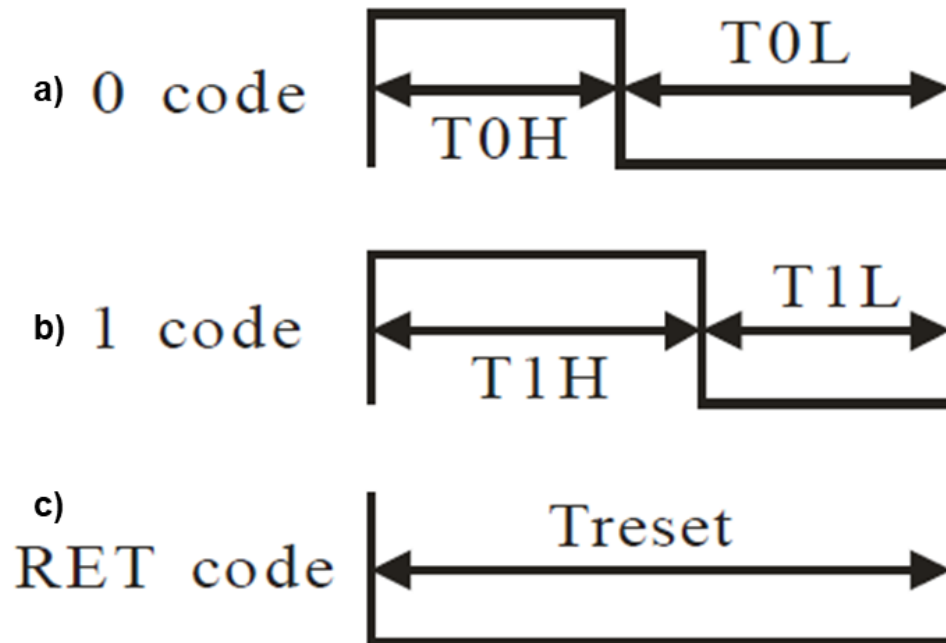 T0L
a) 0 code
T0H
T1L
b) 1 code
T1H
c)
Treset
RET code